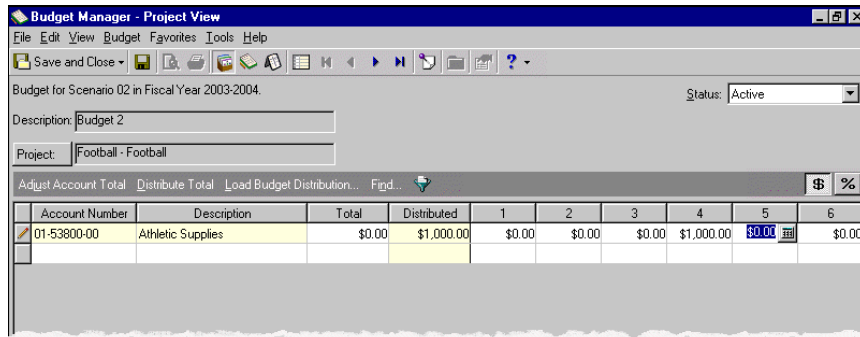 Budget Manager - Project View
File Edit View Budget Favorites Tools Help
Save and Close
Budget for Scenario 02 in Fiscal Year 2003-2004.
Status: Active
Description: Budget 2
Project: Football - Football
Adjust Account Total Distribute Total Load Budget Distribution... Find... $ %
Account Number Description Total Distributed 1 2 3 4 5 6
01-53800-00 Athletic Supplies $0.00 $1,000.00 $0.00 $0.00 $0.00 $1,000.00 $0.00 $0.00